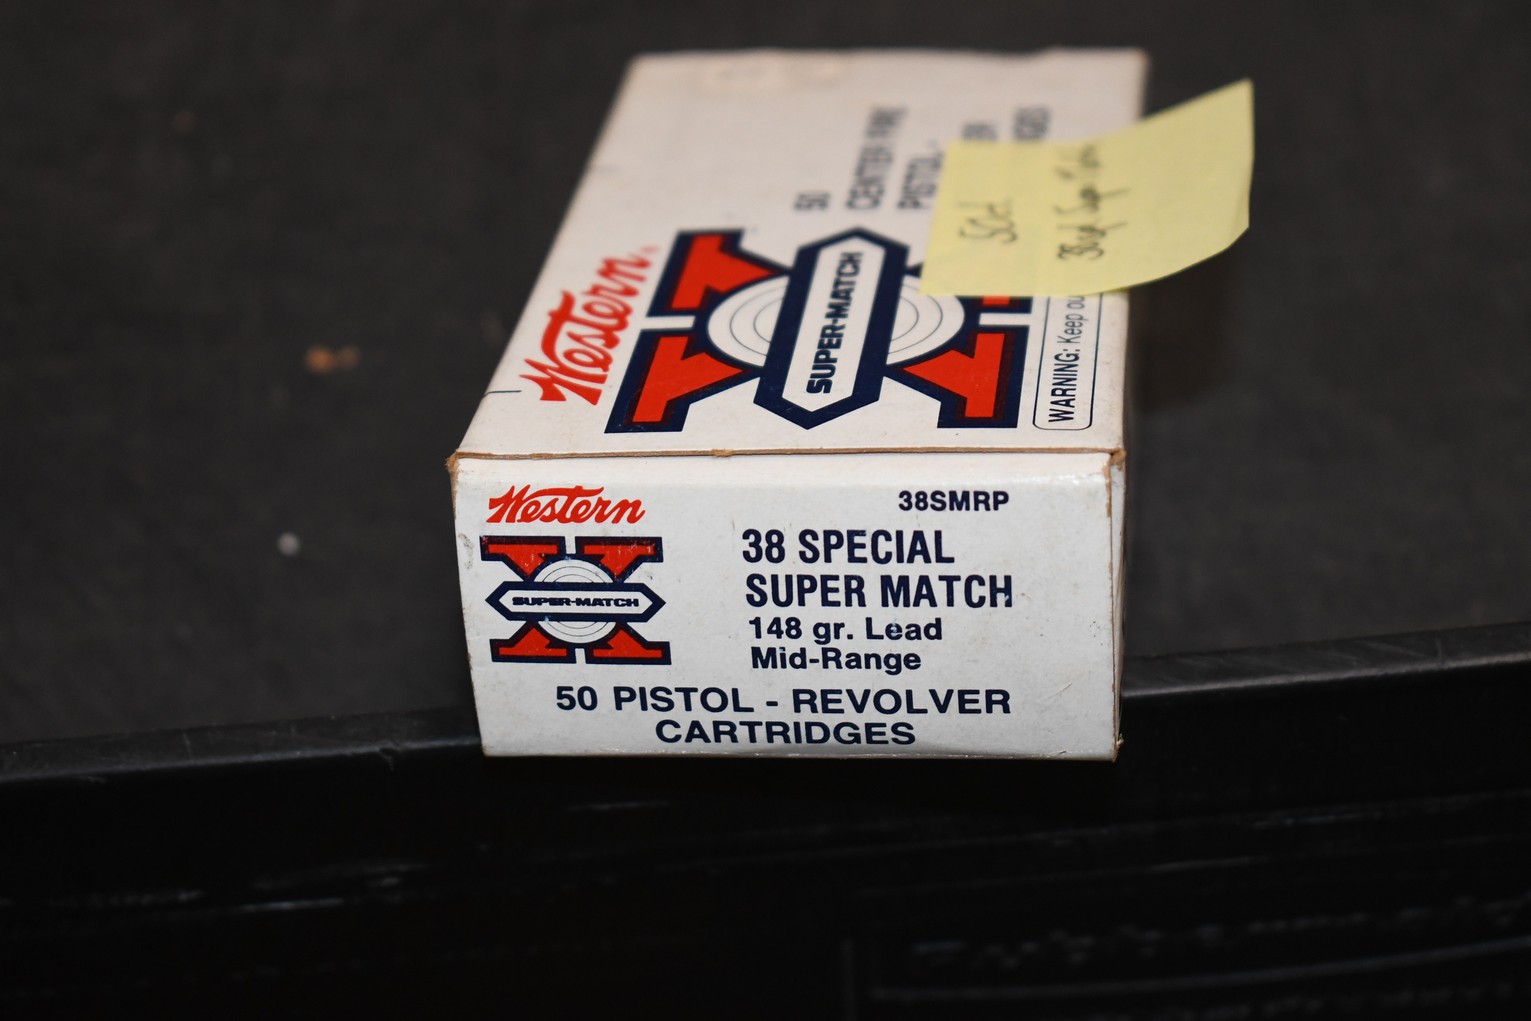 50
CENTER FIRE
PISTOL -
Western
SUPER-MATCH
WARNING: Keep
50ct
Western
38SMRP
38 SPECIAL
SUPER MATCH
SUPER-MATCH
148 gr. Lead
Mid-Range
50 PISTOL - REVOLVER
CARTRIDGES